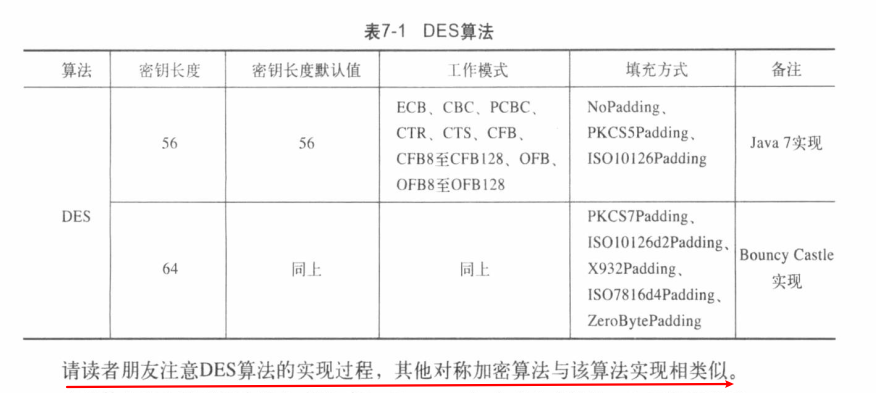 表7-1 DES算法
算法 密钥长度 密钥长度默认值 工作模式 填充方式 备注
DES
56 56
ECB、CBC、PCBC、
CTR、CTS、CFB、
CFB8至CFB128、OFB、
OFB8至OFB128
NoPadding、
PKCS5Padding、
ISO10126Padding
Java 7实现
64 同上 同上
PKCS7Padding、
ISO10126d2Padding、
X932Padding、
ISO7816d4Padding、
ZeroBytePadding
Bouncy Castle
实现
请读者朋友注意DES算法的实现过程，其他对称加密算法与该算法实现相类似。